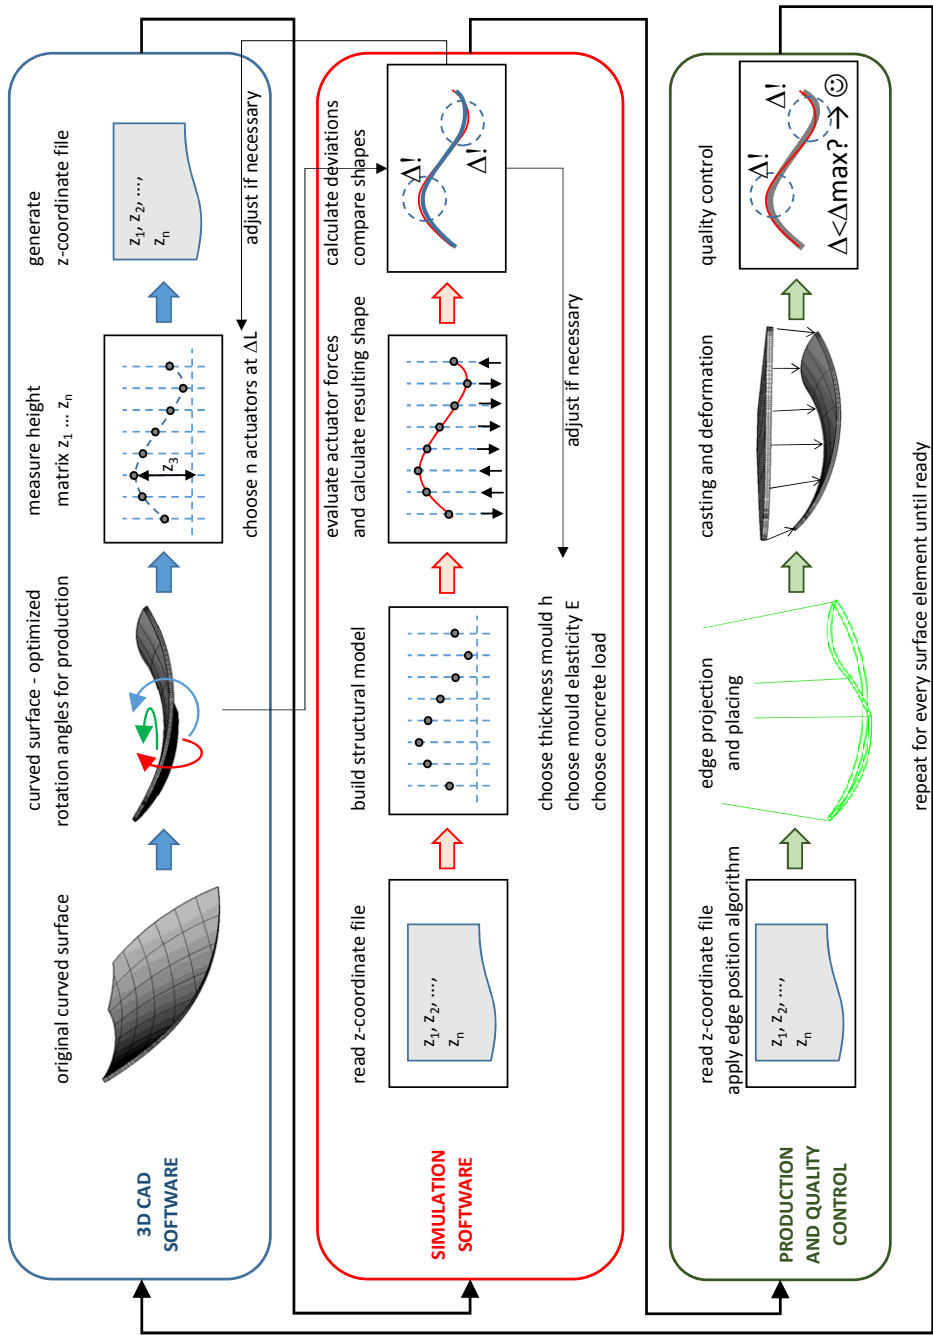 3D CAD
SOFTWARE
original curved surface
curved surface - optimized
rotation angles for production
measure height
matrix z1 ... zn
z3
generate
z-coordinate file
z1, z2, ...,
zn
choose n actuators at ΔL
adjust if necessary
SIMULATION
SOFTWARE
read z-coordinate file
z1, z2, ...,
zn
build structural model
evaluate actuator forces
and calculate resulting shape
calculate deviations
compare shapes
Δ!
Δ!
choose thickness mould h
choose mould elasticity E
choose concrete load
adjust if necessary
PRODUCTION
AND QUALITY
CONTROL
read z-coordinate file
apply edge position algorithm
z1, z2, ...,
zn
edge projection
and placing
casting and deformation
quality control
Δ!
Δ!
Δ<Δmax? → ☺
repeat for every surface element until ready